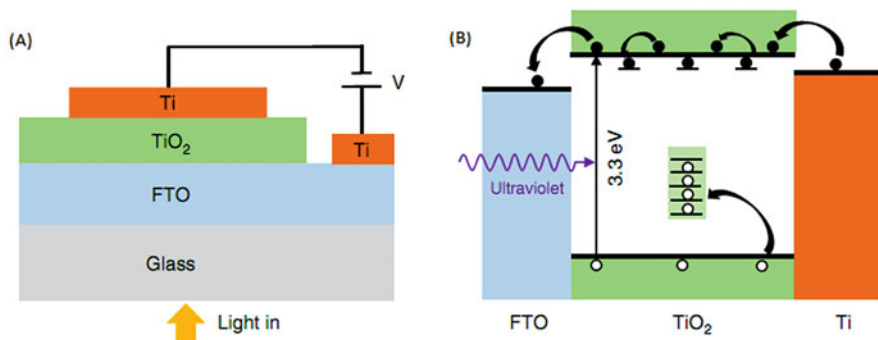 (A)
Ti
V
TiO₂
Ti
FTO
Glass
Light in
(B)
3.3 eV
Ultraviolet
FTO
TiO₂
Ti